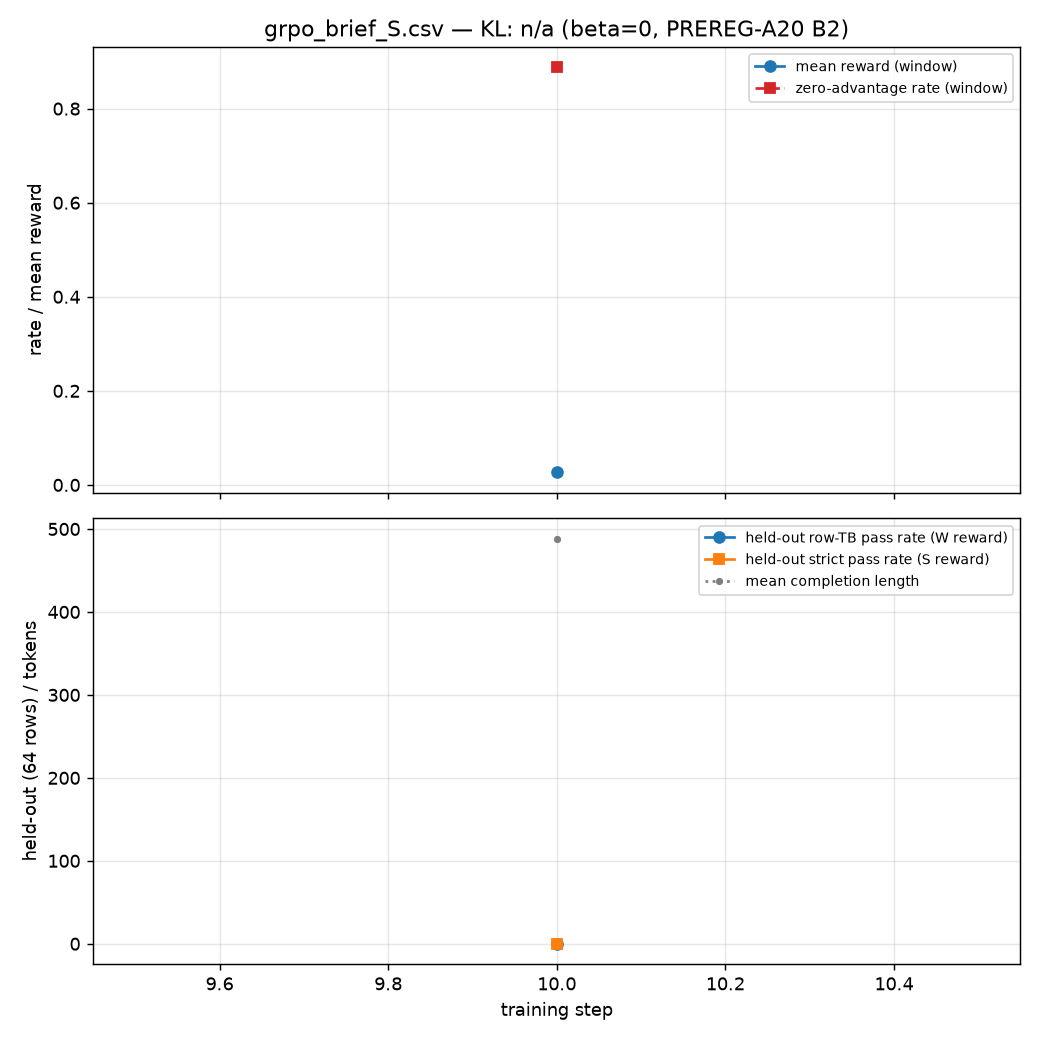 grpo_brief_S.csv — KL: n/a (beta=0, PREREG-A20 B2)
mean reward (window)
zero-advantage rate (window)
0.8
0.6
0.4
0.2
0.0
rate / mean reward
held-out row-TB pass rate (W reward)
held-out strict pass rate (S reward)
mean completion length
500
400
300
200
100
0
held-out (64 rows) / tokens
9.6
9.8
10.0
10.2
10.4
training step